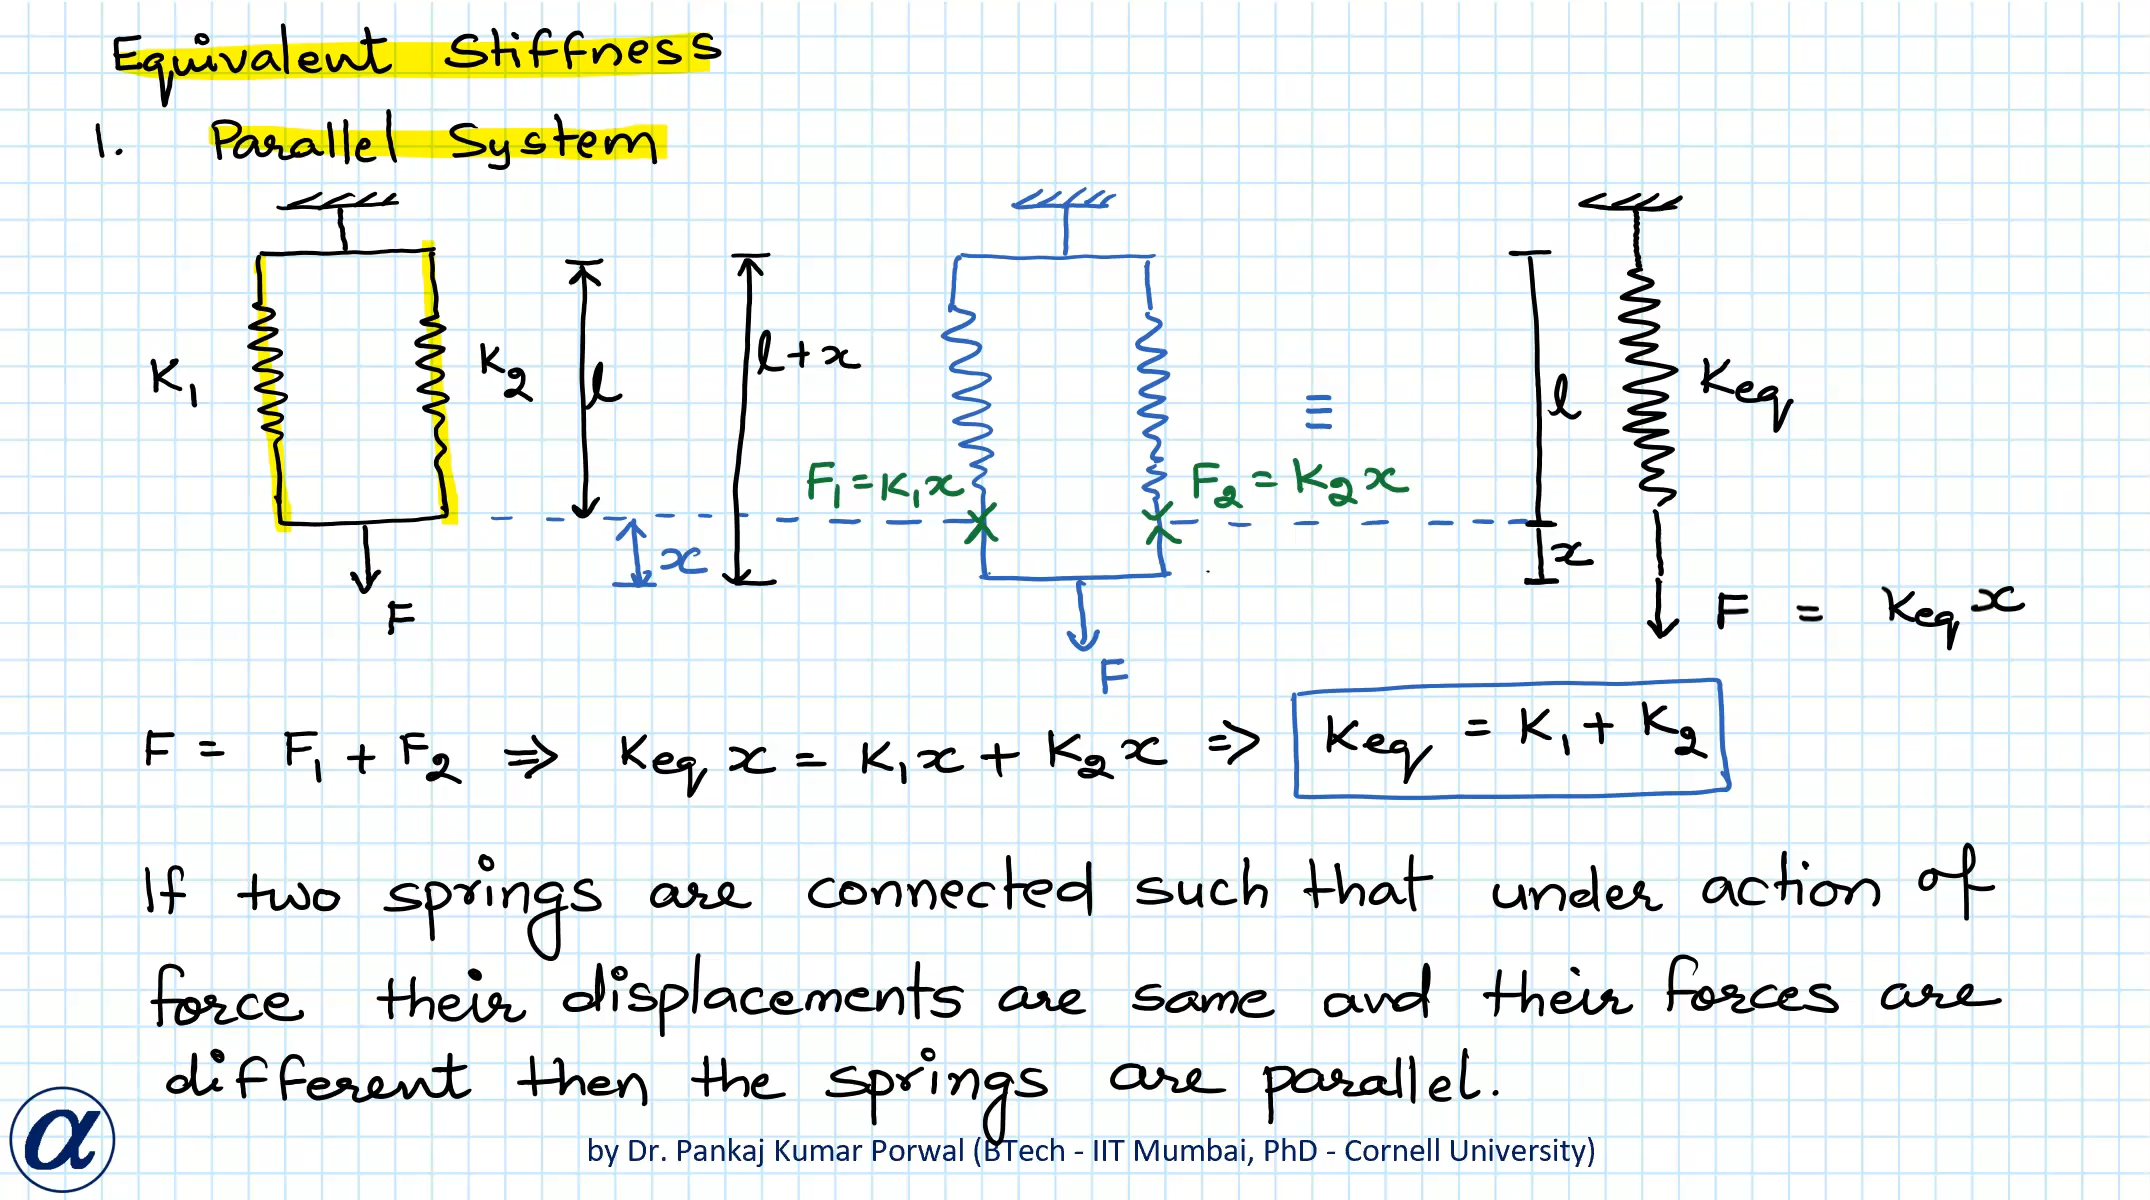 Equivalent Stiffness
1. Parallel System
K₁
K₂
l
x
l + x
F
F₁ = K₁x
F₂ = K₂x
F
≡
l
x
Keq
F = Keq x
F = F₁ + F₂ ⇒ Keq x = K₁x + K₂x ⇒ Keq = K₁ + K₂
If two springs are connected such that under action of
force their displacements are same and their forces are
different then the springs are parallel.
α
by Dr. Pankaj Kumar Porwal (BTech - IIT Mumbai, PhD - Cornell University)